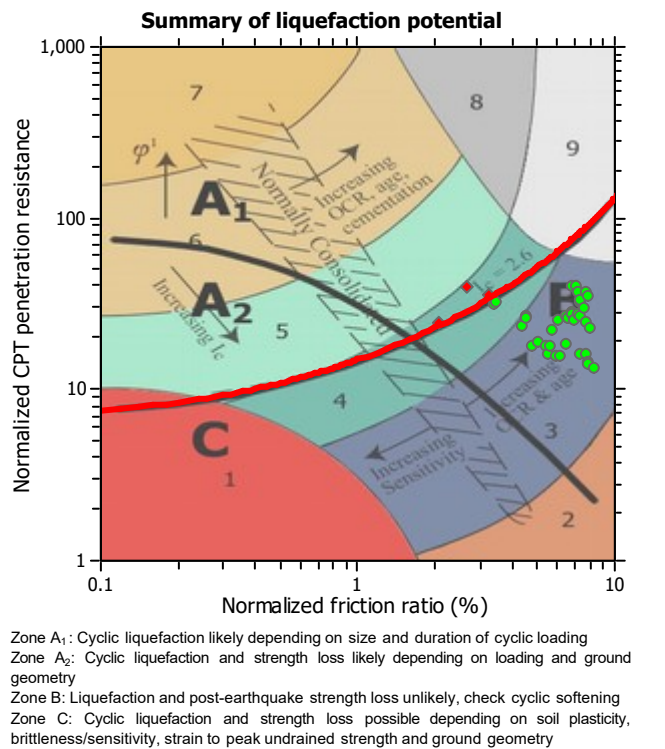 Summary of liquefaction potential
1,000
100
10
1
Normalized CPT penetration resistance
7
8
9
φ'
A1
Increasing
OCR, age,
cementation
Normally Consolidated
6
A2
Increasing Ic
= 2.6
5
4
Increasing
OCR & age
Increasing
Sensitivity
C
1
3
2
0.1
1
10
Normalized friction ratio (%)
Zone A1: Cyclic liquefaction likely depending on size and duration of cyclic loading
Zone A2: Cyclic liquefaction and strength loss likely depending on loading and ground
geometry
Zone B: Liquefaction and post-earthquake strength loss unlikely, check cyclic softening
Zone C: Cyclic liquefaction and strength loss possible depending on soil plasticity,
brittleness/sensitivity, strain to peak undrained strength and ground geometry